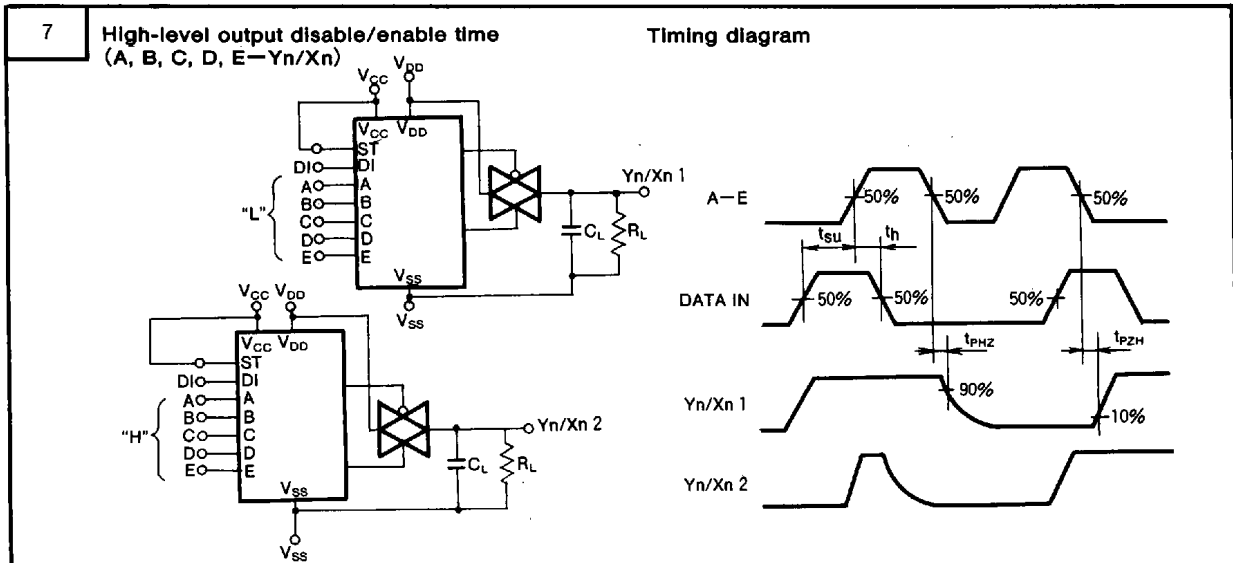 7
High-level output disable/enable time
(A, B, C, D, E—Yn/Xn)
Timing diagram
VCC
VDD
VCC VDD
ST
DI DI
A A
B B
C C
D D
E E
"L"
VSS
VSS
Yn/Xn 1
CL
RL
VCC VDD
VCC VDD
ST
DI DI
A A
B B
C C
D D
E E
"H"
VSS
VSS
Yn/Xn 2
CL
RL
A—E
50%
50%
50%
tsu
th
DATA IN
50%
50%
50%
tPHZ
tPZH
Yn/Xn 1
90%
10%
Yn/Xn 2